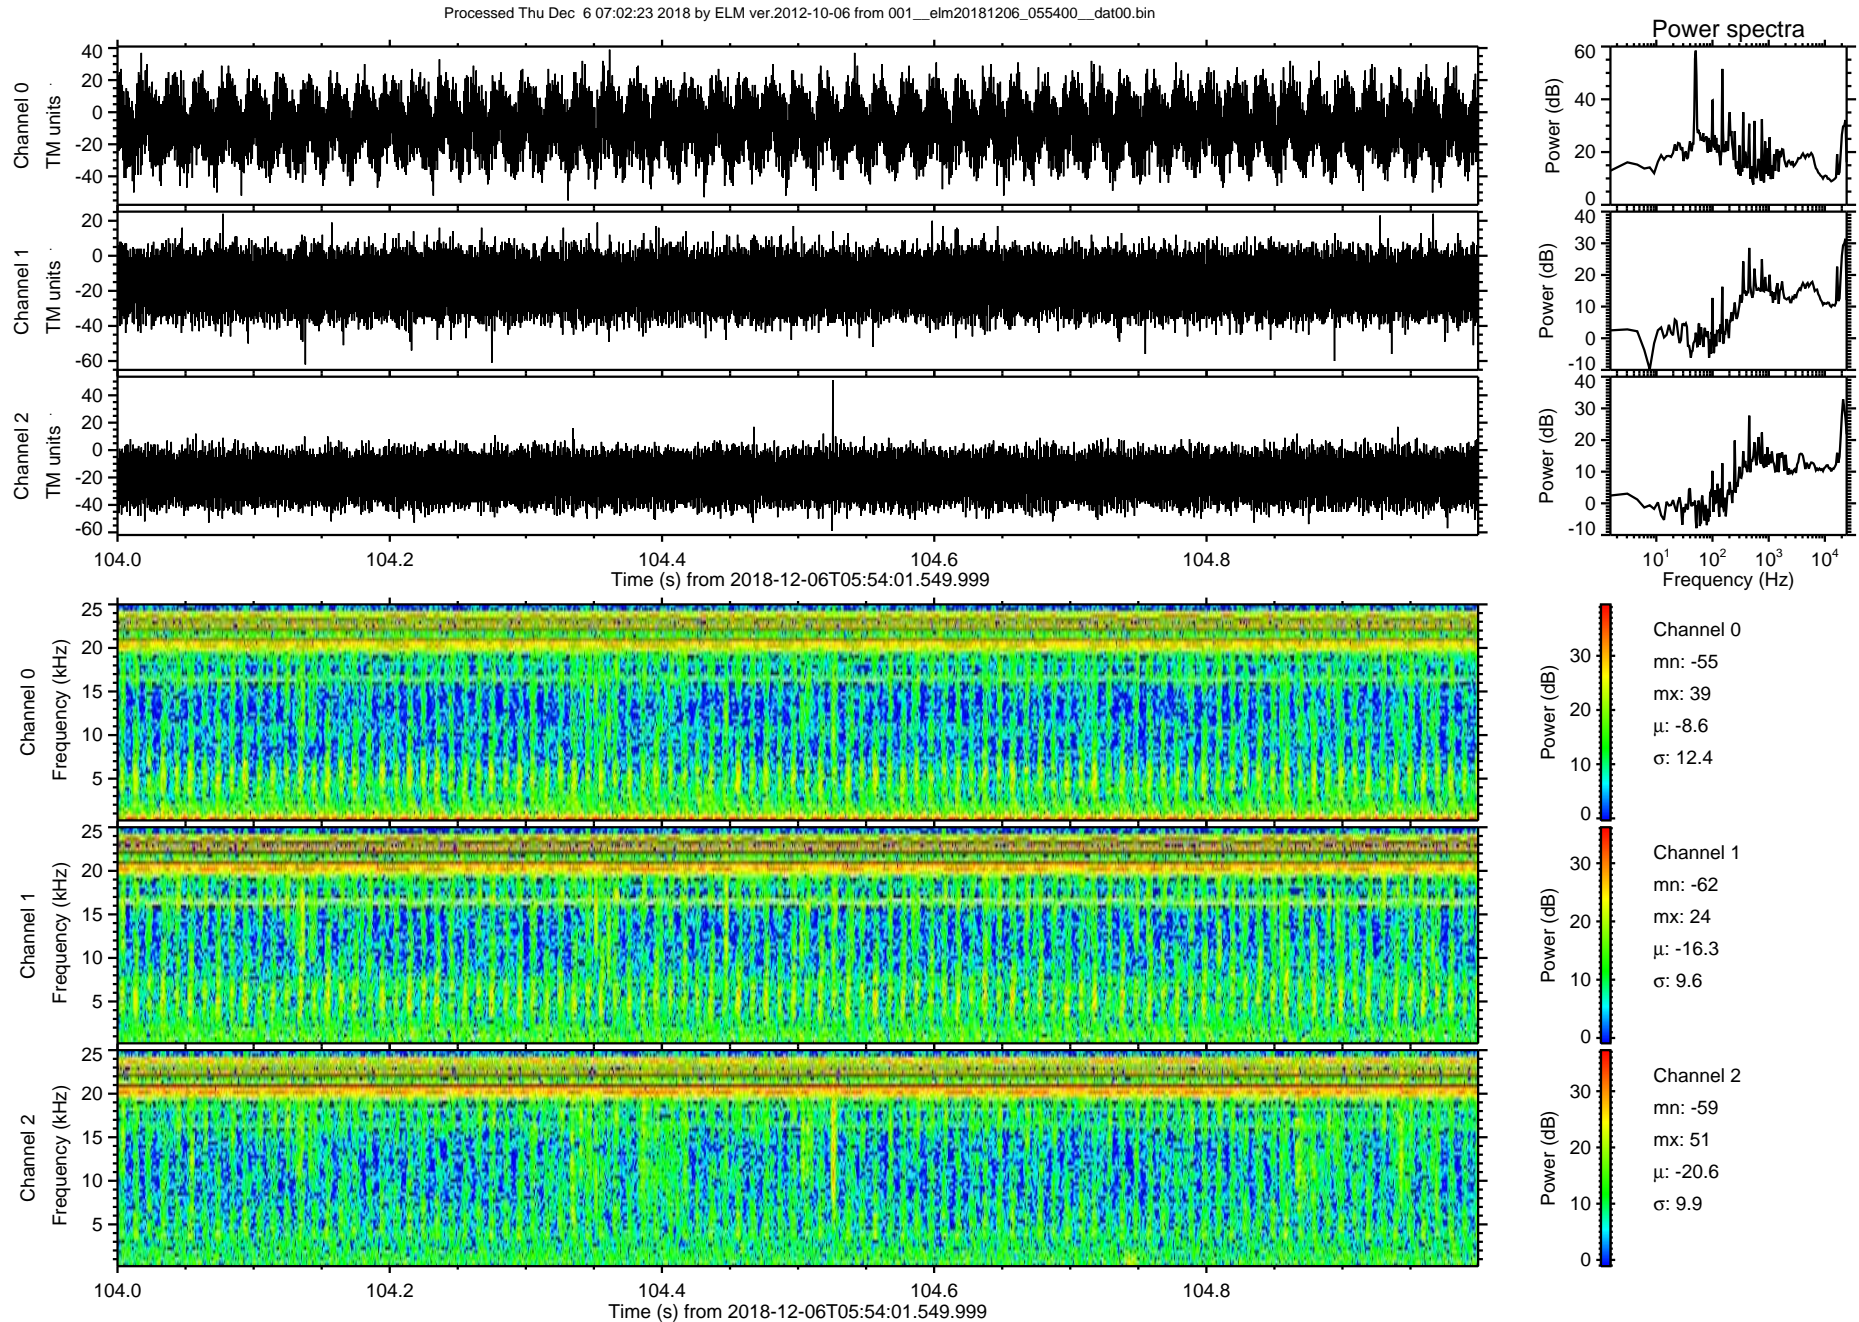 Processed Thu Dec  6 07:02:23 2018 by ELM ver.2012-10-06 from 001__elm20181206_055400__dat00.bin
Power spectra
Channel 0
TM units
40
20
0
-20
-40
Power (dB)
60
40
20
0
Channel 1
TM units
20
0
-20
-40
-60
Power (dB)
40
30
20
10
0
-10
Channel 2
TM units
40
20
0
-20
-40
-60
Power (dB)
40
30
20
10
0
-10
104.0 104.2 104.4 104.6 104.8
Time (s) from 2018-12-06T05:54:01.549.999
10¹ 10² 10³ 10⁴
Frequency (Hz)
Channel 0
Frequency (kHz)
25
20
15
10
5
Power (dB)
30
20
10
0
Channel 0
mn: -55
mx: 39
μ: -8.6
σ: 12.4
Channel 1
Frequency (kHz)
25
20
15
10
5
Power (dB)
30
20
10
0
Channel 1
mn: -62
mx: 24
μ: -16.3
σ: 9.6
Channel 2
Frequency (kHz)
25
20
15
10
5
Power (dB)
30
20
10
0
Channel 2
mn: -59
mx: 51
μ: -20.6
σ: 9.9
104.0 104.2 104.4 104.6 104.8
Time (s) from 2018-12-06T05:54:01.549.999